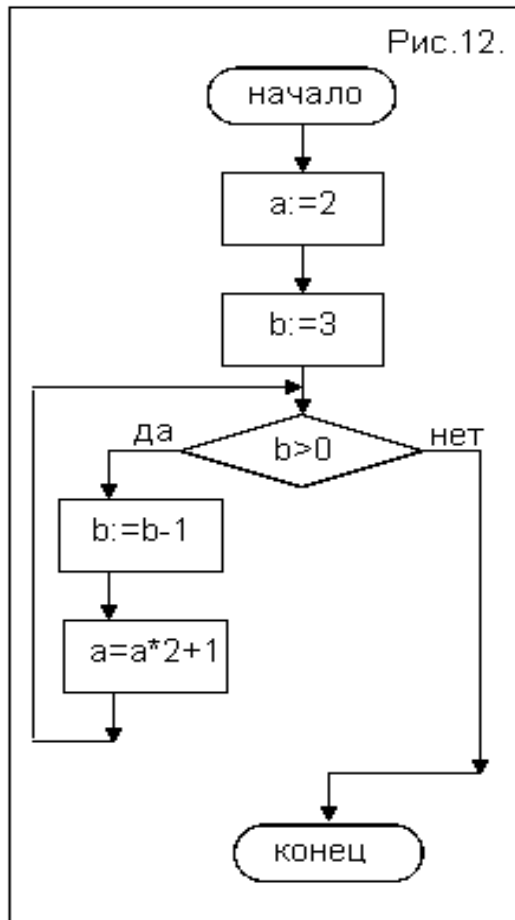 Рис.12.
начало
a:=2
b:=3
да
b>0
нет
b:=b-1
a=a*2+1
конец